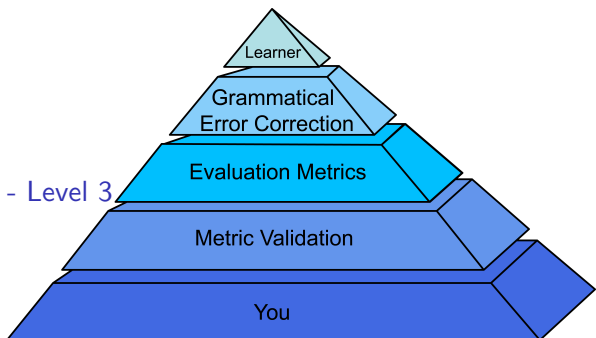 Learner
Grammatical
Error Correction
Evaluation Metrics
- Level 3
Metric Validation
You